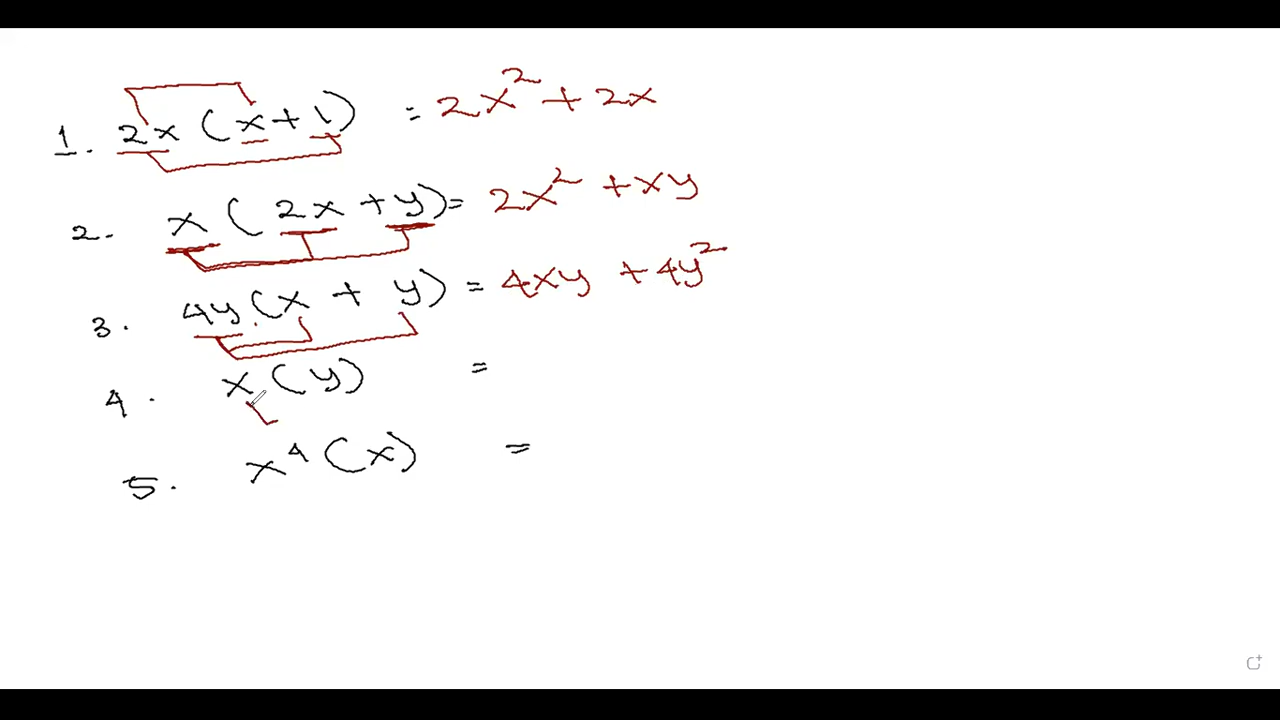 1. 2x (x + 1) = 2x² + 2x
2. x (2x + y) = 2x² + xy
3. 4y (x + y) = 4xy + 4y²
4. x (y) =
5. x⁴ (x) =